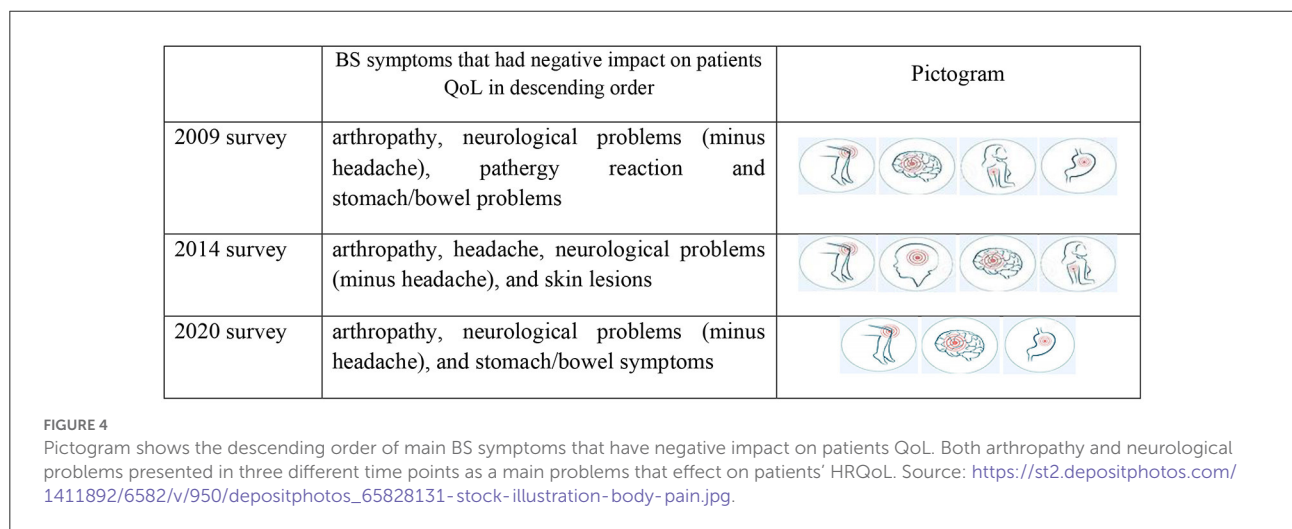 BS symptoms that had negative impact on patients
QoL in descending order
Pictogram
2009 survey
arthropathy, neurological problems (minus
headache), pathergy reaction and
stomach/bowel problems
2014 survey
arthropathy, headache, neurological problems
(minus headache), and skin lesions
2020 survey
arthropathy, neurological problems (minus
headache), and stomach/bowel symptoms
FIGURE 4
Pictogram shows the descending order of main BS symptoms that have negative impact on patients QoL. Both arthropathy and neurological
problems presented in three different time points as a main problems that effect on patients' HRQoL. Source: https://st2.depositphotos.com/
1411892/6582/v/950/depositphotos_65828131-stock-illustration-body-pain.jpg.